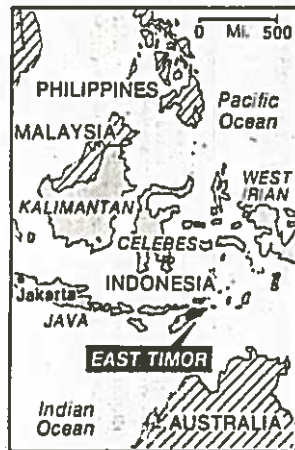 0 Mi. 500
PHILIPPINES
Pacific
Ocean
MALAYSIA
WEST
IRIAN
KALIMANTAN
CELEBES
INDONESIA
Jakarta
JAVA
EAST TIMOR
Indian
Ocean
AUSTRALIA